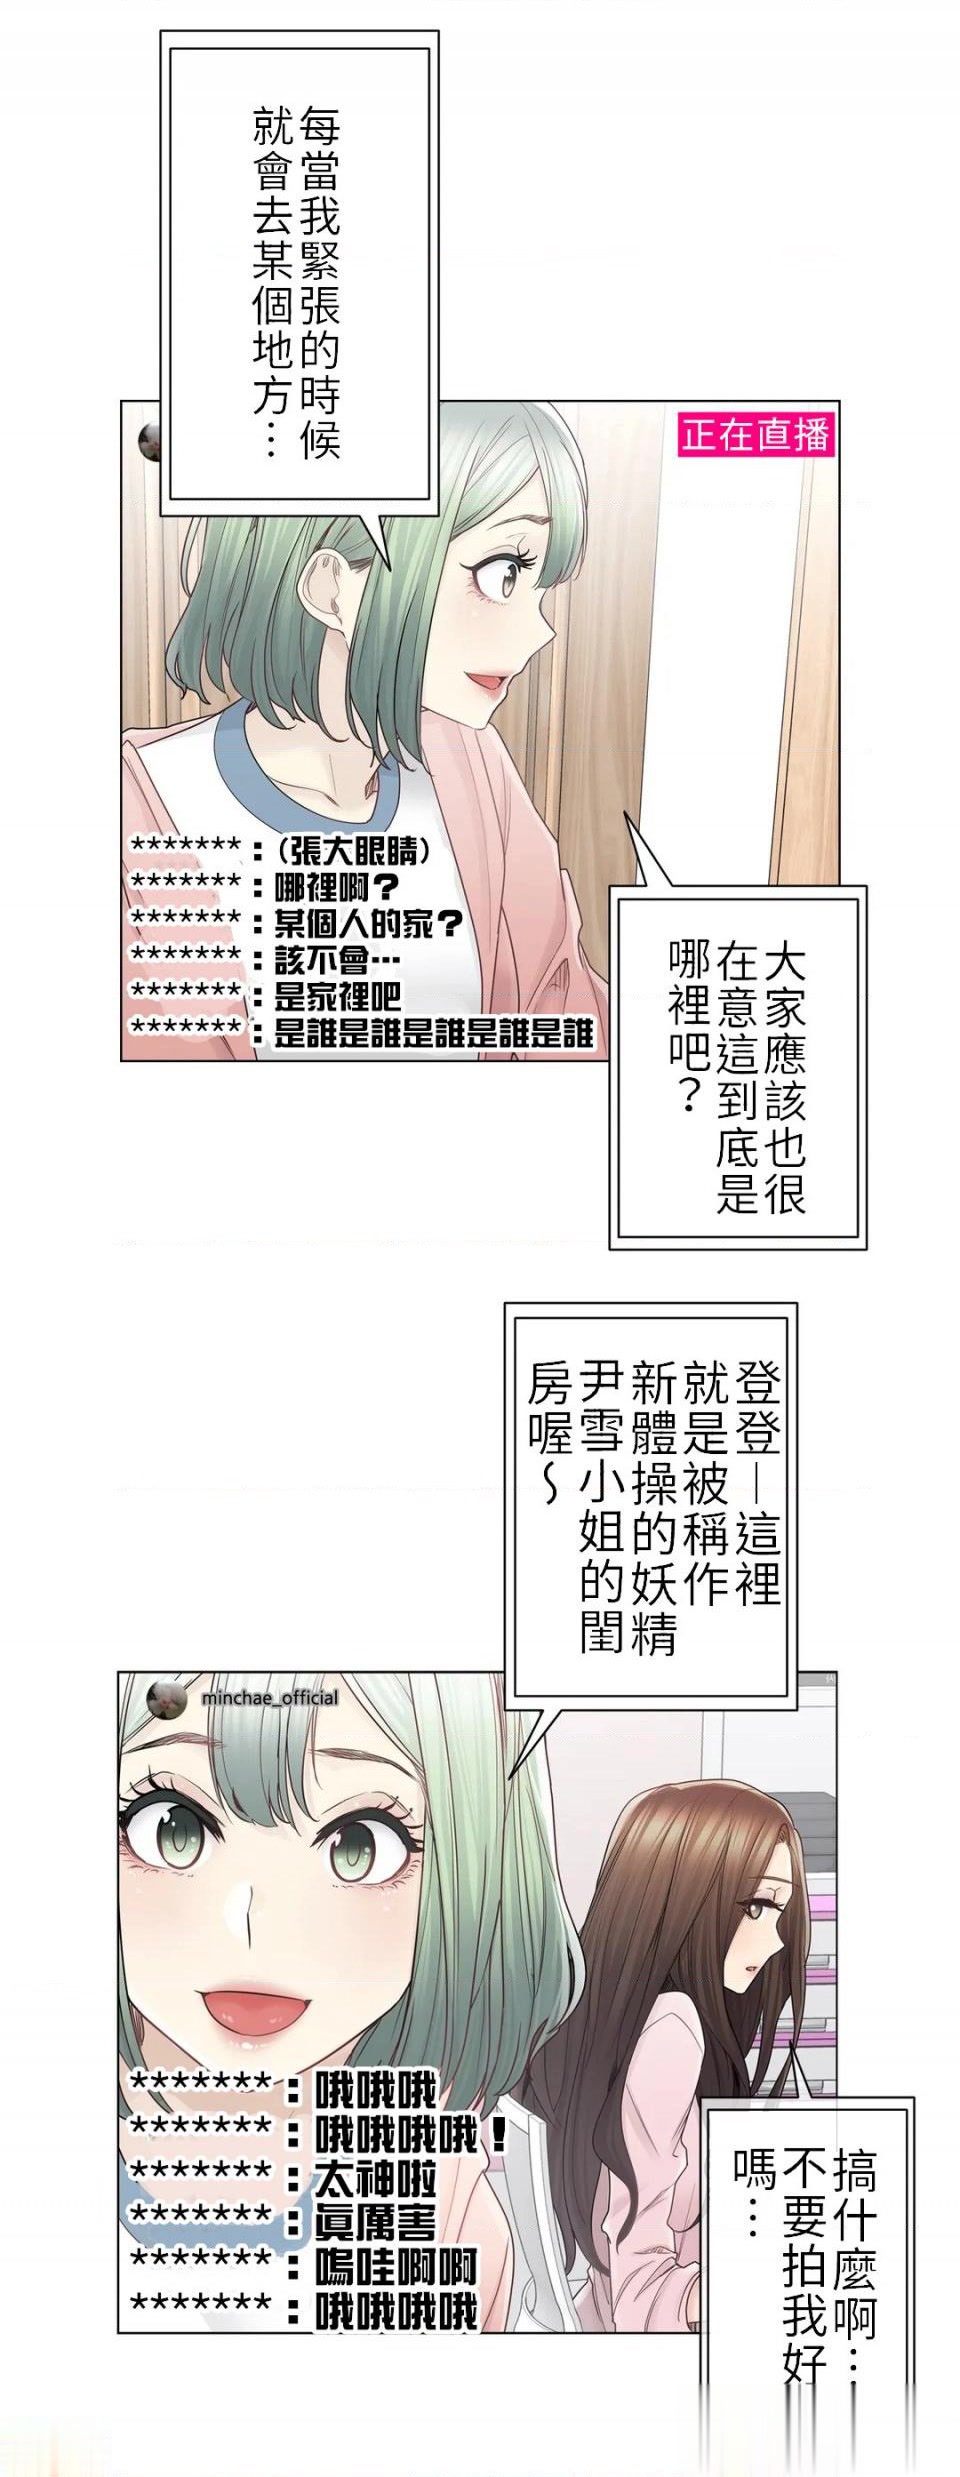 每當我緊張的時候
就會去某個地方…
正在直播
*******：(張大眼睛)
*******：哪裡啊？
*******：某個人的家？
*******：該不會…
*******：是家裡吧
*******：是誰是誰是誰是誰是誰
大家應該也很
在意這到底是
哪裡吧？
登登—這裡
就是被稱作
新體操的妖精
尹雪小姐的閨
房喔～
minchae_official
*******：哦哦哦
*******：哦哦哦哦！
*******：太神啦
*******：真厲害
*******：嗚哇啊啊
*******：哦哦哦哦
搞什麼啊…
不要拍我好
嗎…